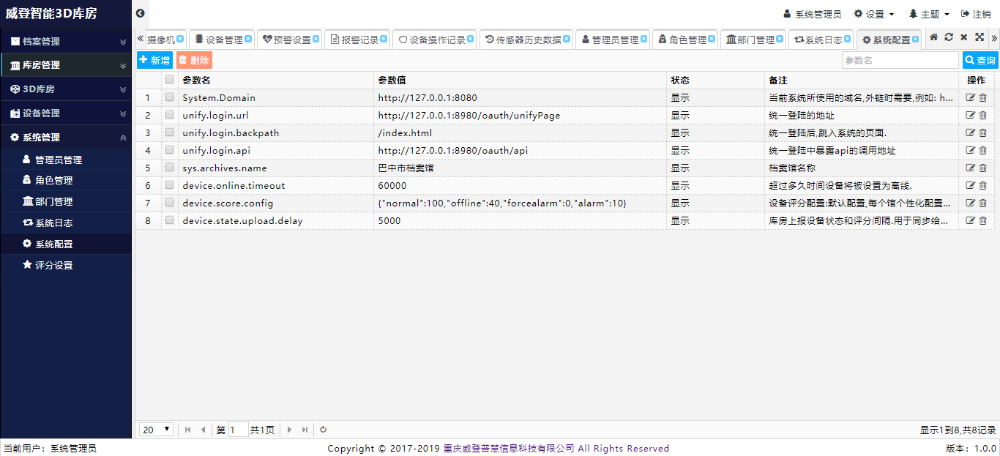 威登智能3D库房 系统管理员 设置 主题 注销
摄像机 设备管理 预警设置 报警记录 设备操作记录 传感器历史数据 管理员管理 角色管理 部门管理 系统日志 系统配置
档案管理
库房管理
3D库房
设备管理
系统管理
管理员管理
角色管理
部门管理
系统日志
系统配置
评分设置
新增 删除 参数名 查询
参数名 参数值 状态 备注 操作
1 System.Domain http://127.0.0.1:8080 显示 当前系统所使用的域名,外链时需要,例如: h...
2 unify.login.url http://127.0.0.1:8980/oauth/unifyPage 显示 统一登陆的地址
3 unify.login.backpath /index.html 显示 统一登陆后,跳入系统的页面.
4 unify.login.api http://127.0.0.1:8980/oauth/api 显示 统一登陆中暴露api的调用地址
5 sys.archives.name 巴中市档案馆 显示 档案馆名称
6 device.online.timeout 60000 显示 超过多久时间设备将被设置为离线.
7 device.score.config {"normal":100,"offline":40,"forcealarm":0,"alarm":10} 显示 设备评分配置:默认配置,每个馆个性化配置...
8 device.state.upload.delay 5000 显示 库房上报设备状态和评分间隔.用于同步给...
20 第 1 共1页 显示1到8,共8记录
当前用户：系统管理员 Copyright © 2017-2019 重庆威登普慧信息科技有限公司 All Rights Reserved 版本：1.0.0